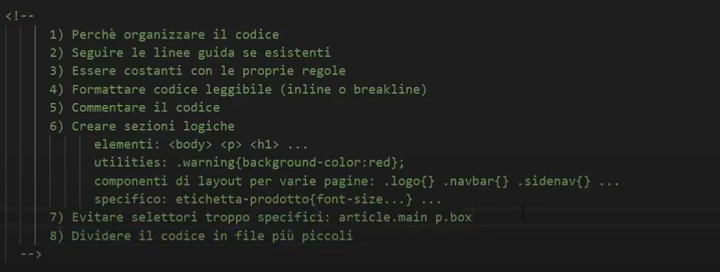 <!--
1) Perchè organizzare il codice
2) Seguire le linee guida se esistenti
3) Essere costanti con le proprie regole
4) Formattare codice leggibile (inline o breakline)
5) Commentare il codice
6) Creare sezioni logiche
elementi: <body> <p> <h1> ...
utilities: .warning{background-color:red};
componenti di layout per varie pagine: .logo{} .navbar{} .sidenav{} ...
specifico: etichetta-prodotto{font-size...} ...
7) Evitare selettori troppo specifici: article.main p.box
8) Dividere il codice in file più piccoli
-->